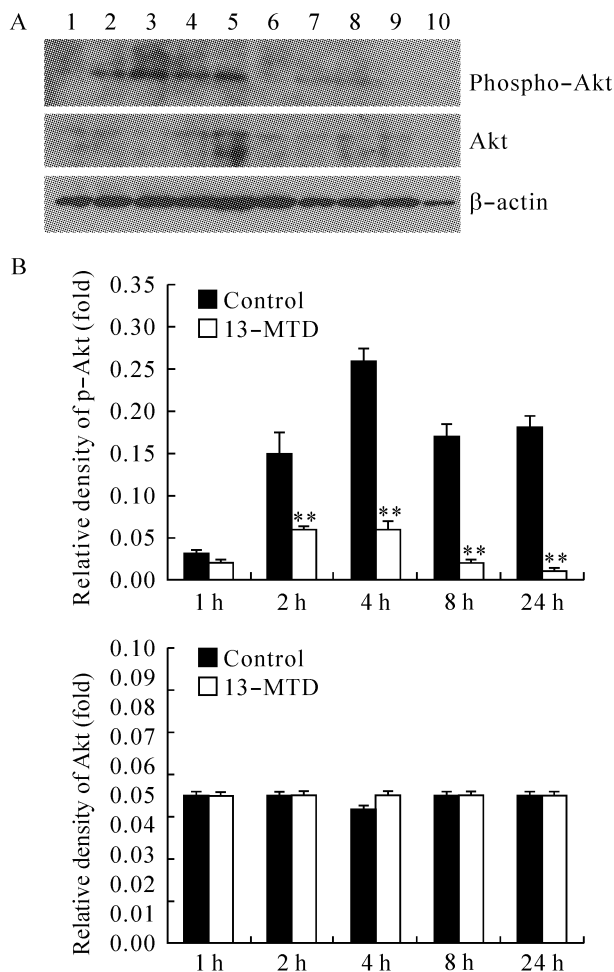 A
1 2 3 4 5 6 7 8 9 10
Phospho-Akt
Akt
β-actin
B
Relative density of p-Akt (fold)
0.35
0.30
0.25
0.20
0.15
0.10
0.05
0.00
Control
13-MTD
**
**
**
**
1 h 2 h 4 h 8 h 24 h
Relative density of Akt (fold)
0.10
0.09
0.08
0.07
0.06
0.05
0.04
0.03
0.02
0.01
0.00
Control
13-MTD
1 h 2 h 4 h 8 h 24 h